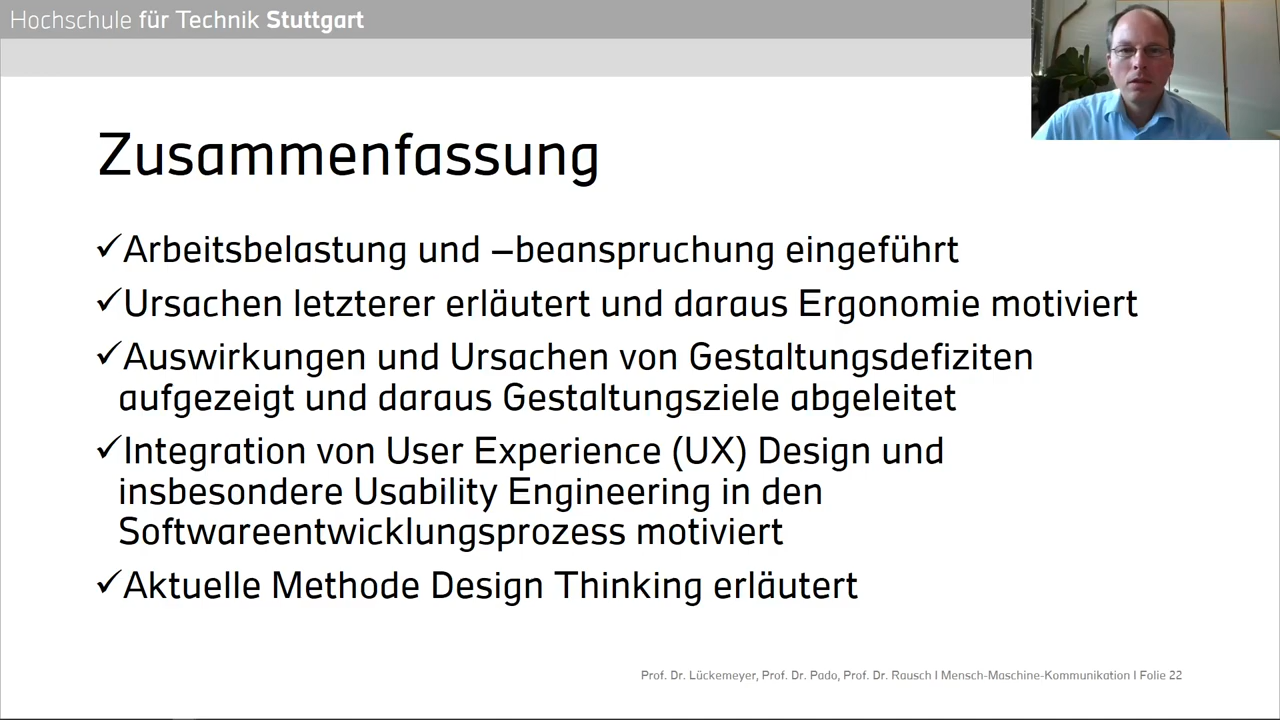 Hochschule für Technik Stuttgart
Zusammenfassung
✓Arbeitsbelastung und –beanspruchung eingeführt
✓Ursachen letzterer erläutert und daraus Ergonomie motiviert
✓Auswirkungen und Ursachen von Gestaltungsdefiziten
aufgezeigt und daraus Gestaltungsziele abgeleitet
✓Integration von User Experience (UX) Design und
insbesondere Usability Engineering in den
Softwareentwicklungsprozess motiviert
✓Aktuelle Methode Design Thinking erläutert
Prof. Dr. Lückemeyer, Prof. Dr. Pado, Prof. Dr. Rausch I Mensch-Maschine-Kommunikation I Folie 22